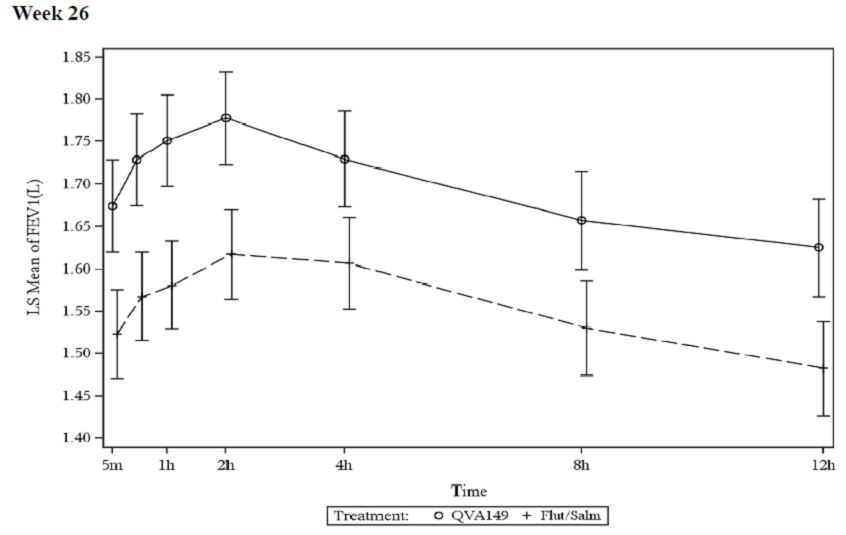 Week 26
1.85
1.80
1.75
1.70
1.65
1.60
1.55
1.50
1.45
1.40
LS Mean of FEV1(L)
5m 1h 2h 4h 8h 12h
Time
Treatment: QVA149 + Flut/Salm